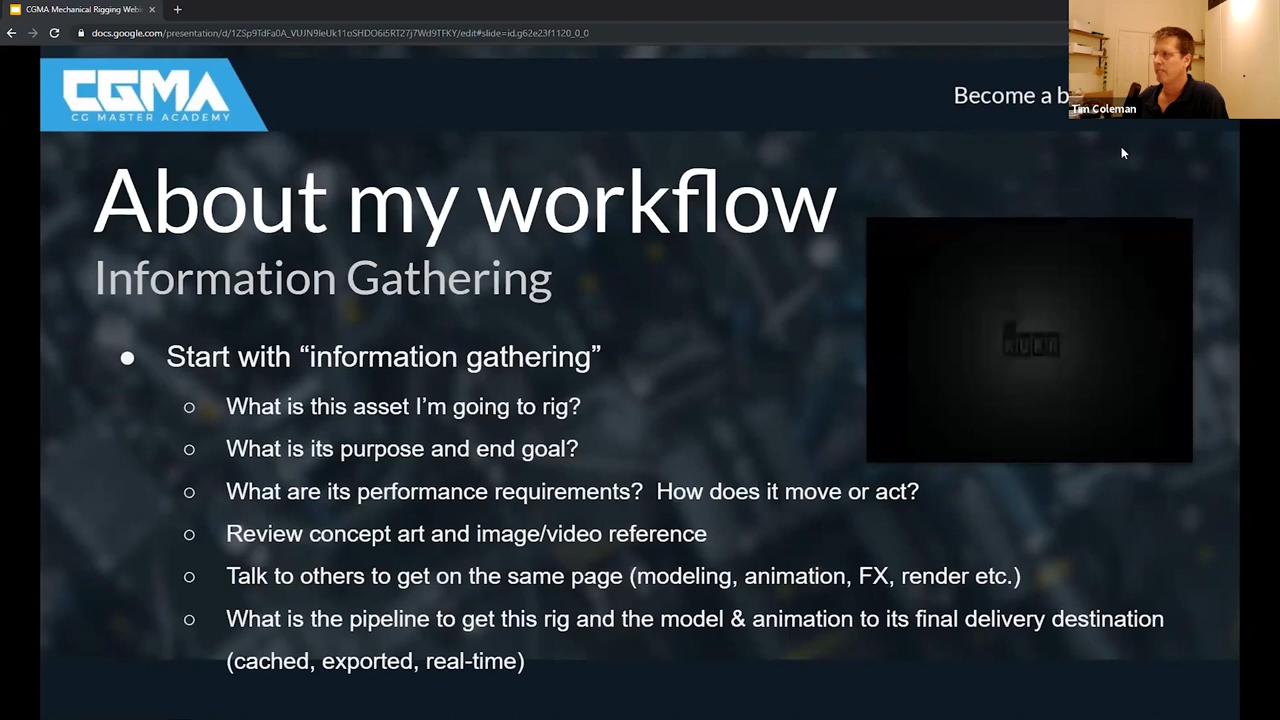 CGMA Mechanical Rigging Webi
docs.google.com/presentation/d/1ZSp9TdFa0A_VUJN9leUk11oSHDO6i5RT27j7Wd9TFKY/edit#slide=id.g62e23f1120_0_0
CGMA
CG MASTER ACADEMY
Become a b
Tim Coleman
About my workflow
Information Gathering
● Start with “information gathering”
○ What is this asset I’m going to rig?
○ What is its purpose and end goal?
○ What are its performance requirements? How does it move or act?
○ Review concept art and image/video reference
○ Talk to others to get on the same page (modeling, animation, FX, render etc.)
○ What is the pipeline to get this rig and the model & animation to its final delivery destination
(cached, exported, real-time)